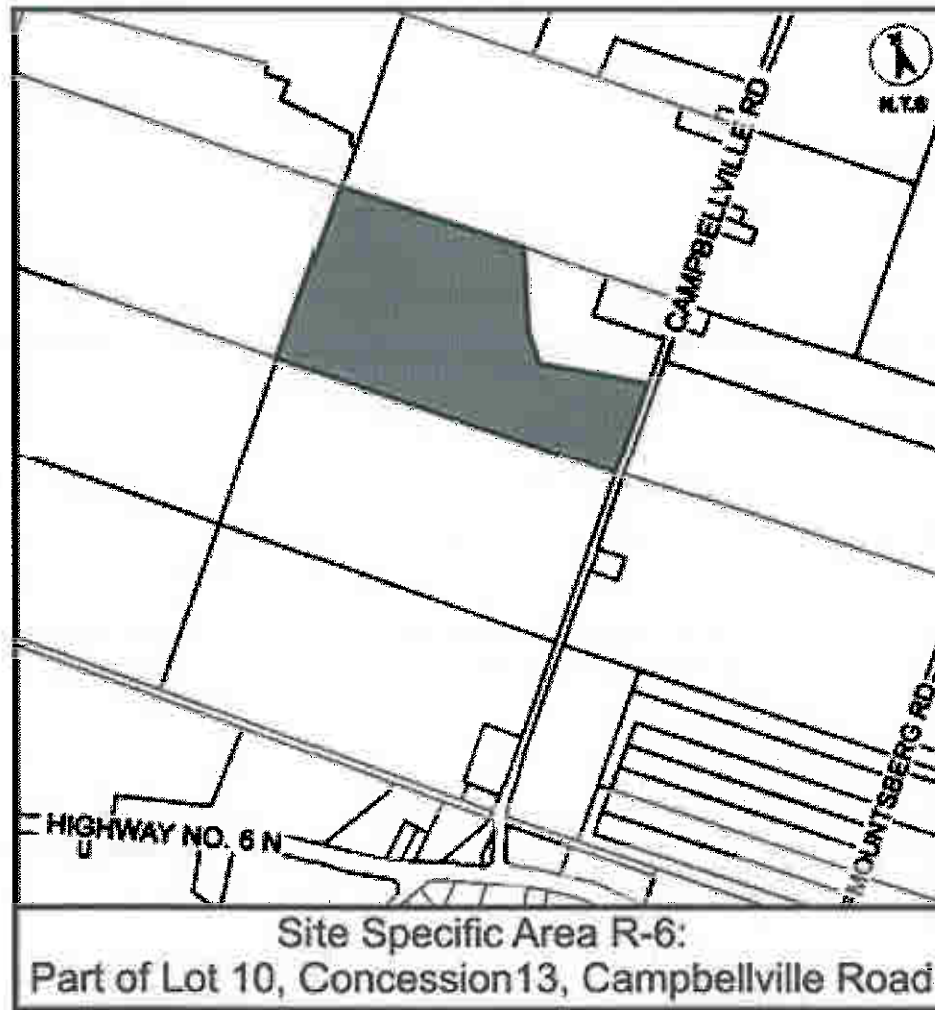 N.T.S
CAMPBELLVILLE RD
MOUNTSBERG RD
HIGHWAY NO. 6 N
Site Specific Area R-6:
Part of Lot 10, Concession13, Campbellville Road